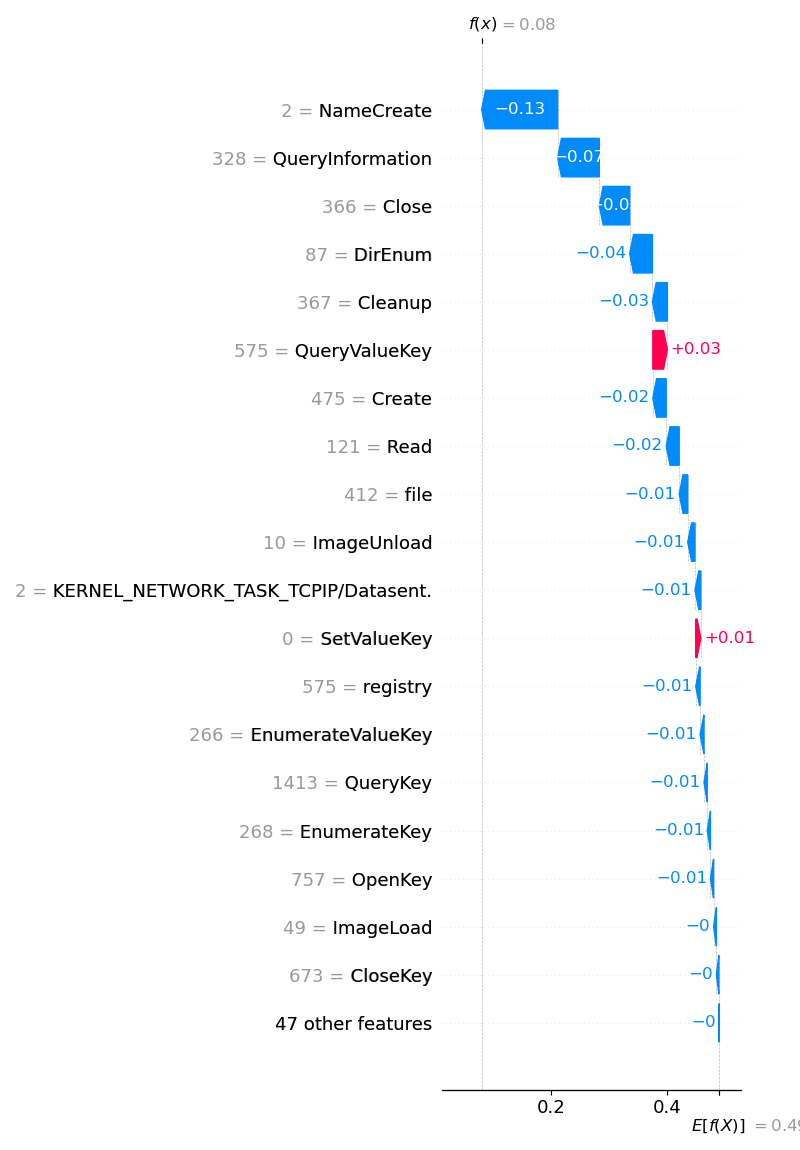 f(x) = 0.08
2 = NameCreate −0.13
328 = QueryInformation −0.07
366 = Close −0.0
87 = DirEnum −0.04
367 = Cleanup −0.03
575 = QueryValueKey +0.03
475 = Create −0.02
121 = Read −0.02
412 = file −0.01
10 = ImageUnload −0.01
2 = KERNEL_NETWORK_TASK_TCPIP/Datasent. −0.01
0 = SetValueKey +0.01
575 = registry −0.01
266 = EnumerateValueKey −0.01
1413 = QueryKey −0.01
268 = EnumerateKey −0.01
757 = OpenKey −0.01
49 = ImageLoad −0
673 = CloseKey −0
47 other features −0
0.2 0.4
E[f(X)] = 0.49